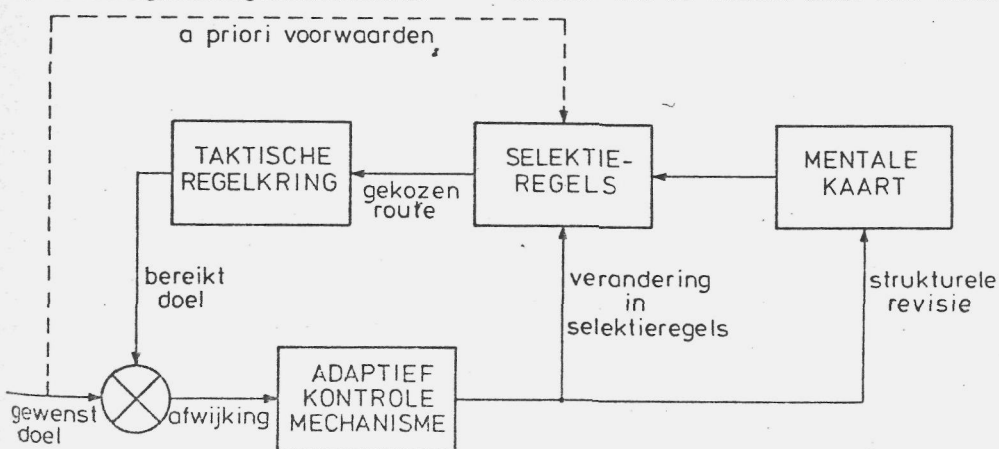 a priori voorwaarden
TAKTISCHE
REGELKRING
SELEKTIE-
REGELS
MENTALE
KAART
gekozen
route
bereikt
doel
verandering
in
selektieregels
strukturele
revisie
gewenst
doel
afwijking
ADAPTIEF
KONTROLE
MECHANISME